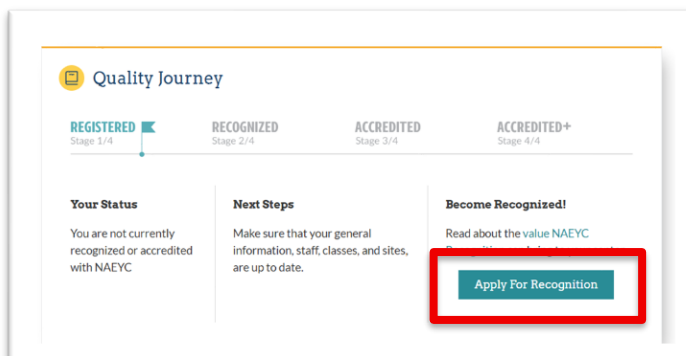 Quality Journey
REGISTERED RECOGNIZED ACCREDITED ACCREDITED+
Stage 1/4 Stage 2/4 Stage 3/4 Stage 4/4
Your Status
You are not currently
recognized or accredited
with NAEYC
Next Steps
Make sure that your general
information, staff, classes, and sites,
are up to date.
Become Recognized!
Read about the value NAEYC
Apply For Recognition